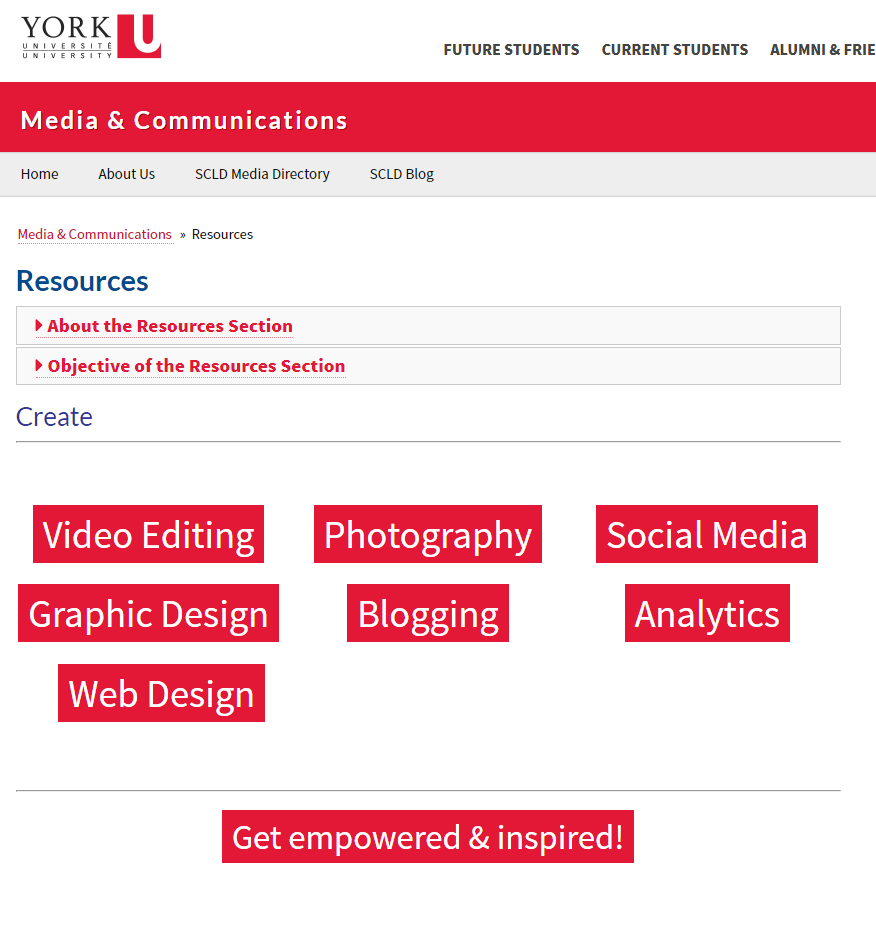 YORK U
UNIVERSITÉ
UNIVERSITY
FUTURE STUDENTS CURRENT STUDENTS ALUMNI & FRIE
Media & Communications
Home About Us SCLD Media Directory SCLD Blog
Media & Communications » Resources
Resources
About the Resources Section
Objective of the Resources Section
Create
Video Editing Photography Social Media
Graphic Design Blogging Analytics
Web Design
Get empowered & inspired!